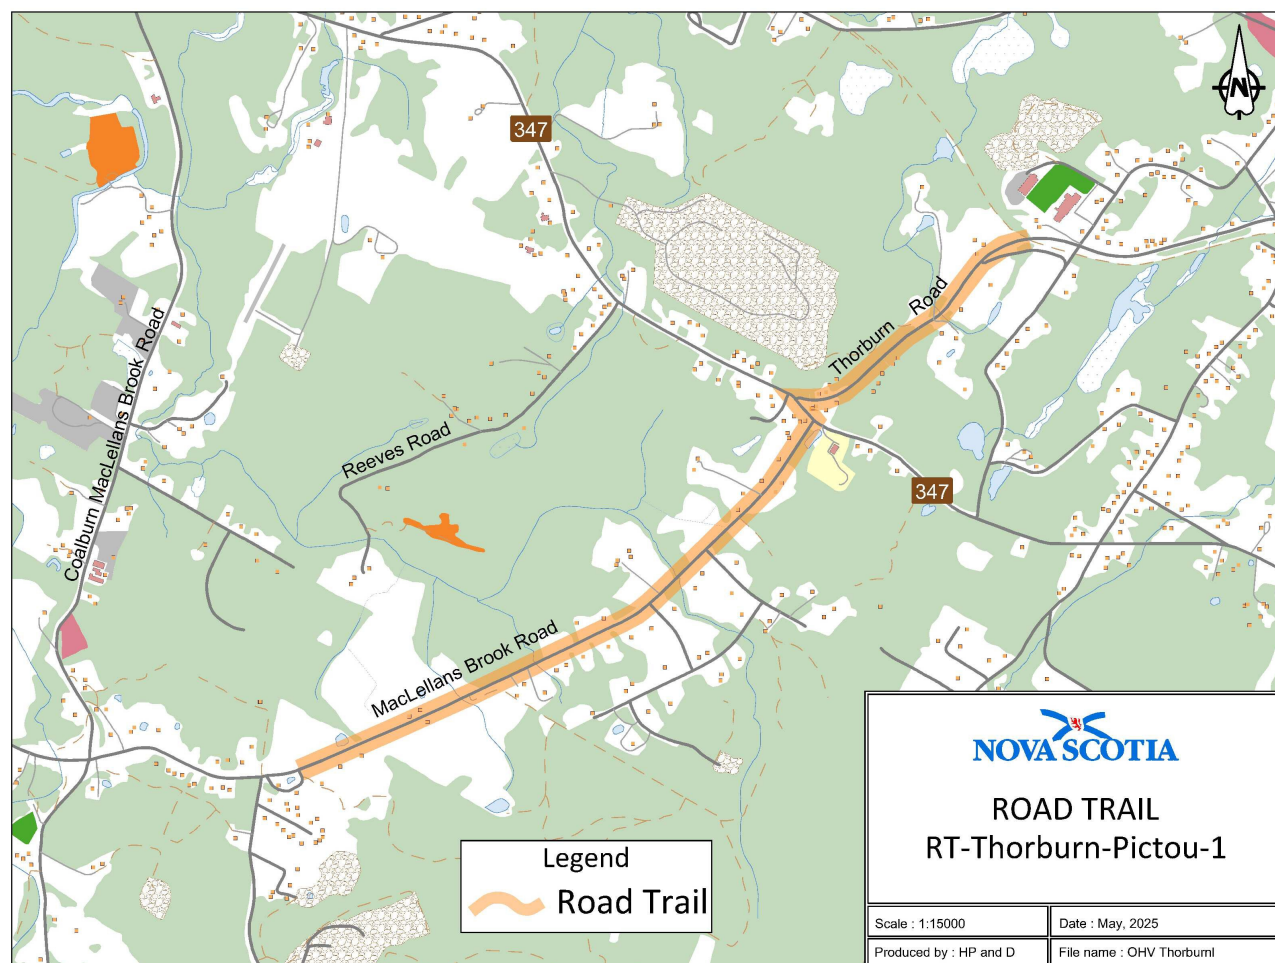 347
N
Thorburn Road
Coalburn MacLellans Brook Road
Reeves Road
347
MacLellans Brook Road
NOVA SCOTIA
ROAD TRAIL
RT-Thorburn-Pictou-1
Legend
Road Trail
Scale : 1:15000
Date : May, 2025
Produced by : HP and D
File name : OHV Thorburnl